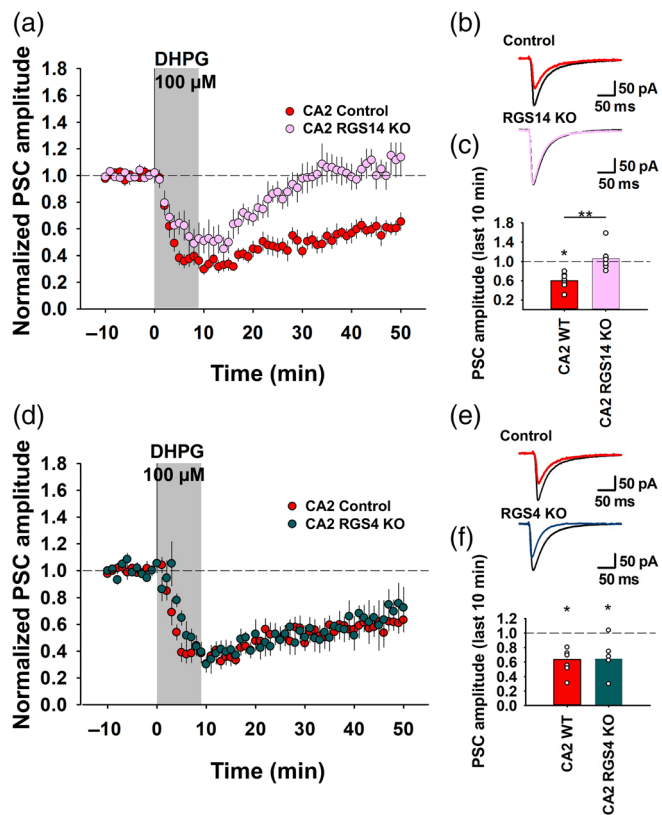 (a)
Normalized PSC amplitude
1.8
1.6
1.4
1.2
1.0
0.8
0.6
0.4
0.2
0.0
DHPG
100 µM
CA2 Control
CA2 RGS14 KO
−10 0 10 20 30 40 50
Time (min)
(b)
Control
50 pA
50 ms
RGS14 KO
50 pA
50 ms
(c)
PSC amplitude (last 10 min)
1.8
1.4
1.0
0.6
0.2
*
**
CA2 WT
CA2 RGS14 KO
(d)
Normalized PSC amplitude
1.8
1.6
1.4
1.2
1.0
0.8
0.6
0.4
0.2
0.0
DHPG
100 µM
CA2 Control
CA2 RGS4 KO
−10 0 10 20 30 40 50
Time (min)
(e)
Control
50 pA
50 ms
RGS4 KO
50 pA
50 ms
(f)
PSC amplitude (last 10 min)
1.2
1.0
0.8
0.6
0.4
0.2
0.0
* *
CA2 WT
CA2 RGS4 KO